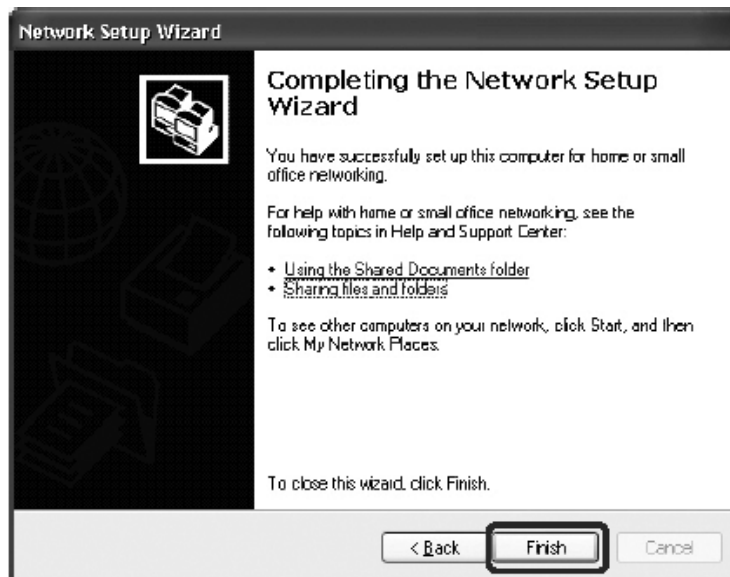 Network Setup Wizard
Completing the Network Setup
Wizard
You have successfully set up this computer for home or small
office networking.
For help with home or small office networking, see the
following topics in Help and Support Center:
• Using the Shared Documents folder
• Sharing files and folders
To see other computers on your network, click Start, and then
click My Network Places.
To close this wizard, click Finish.
< Back
Finish
Cancel